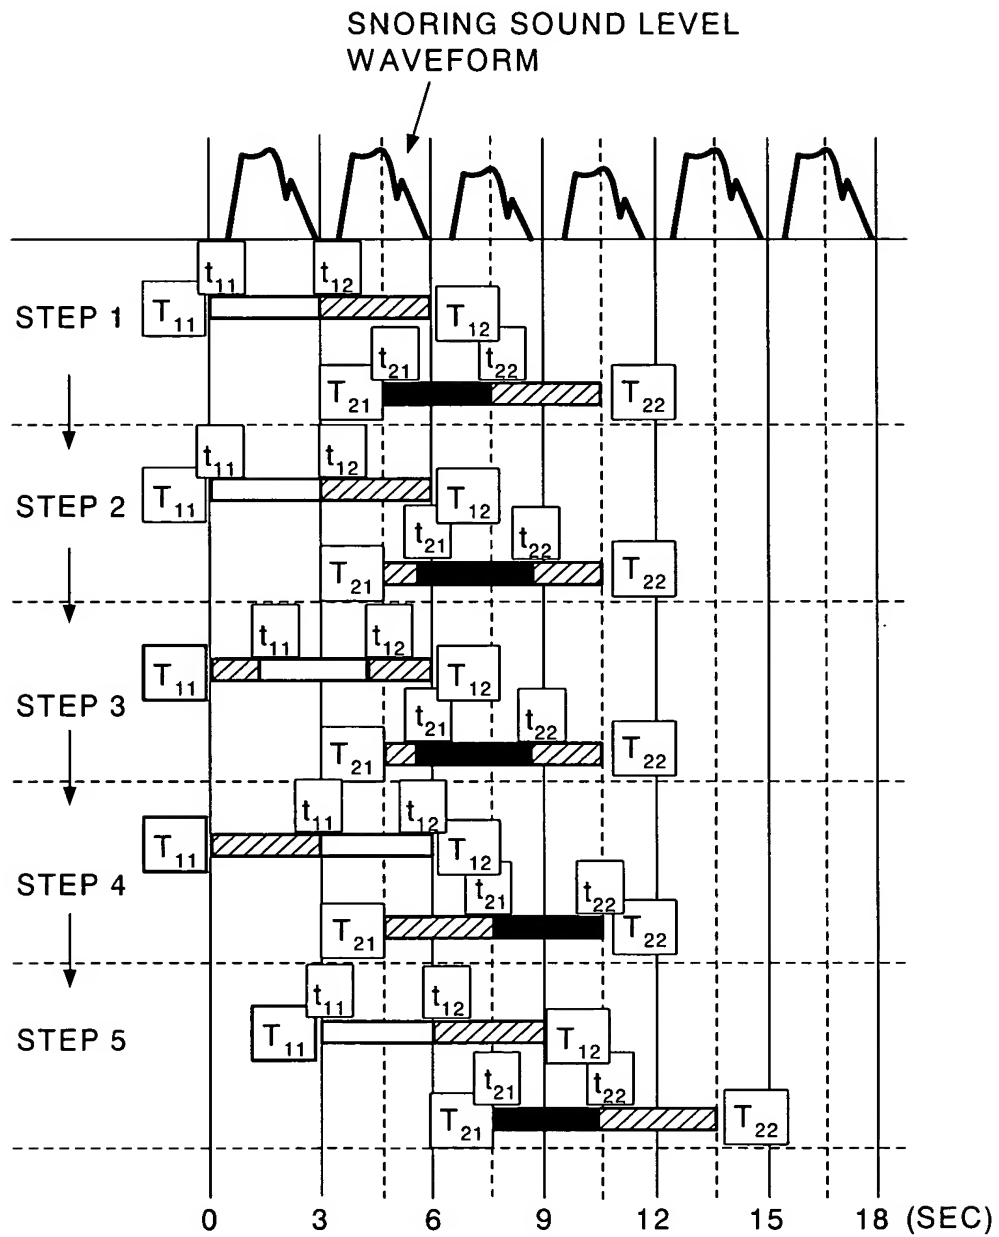 SNORING SOUND LEVEL
WAVEFORM
t11 t12
STEP 1 T11 T12
t21 t22
T21 T22
t11 t12
STEP 2 T11 T12
t21 t22
T21 T22
t11 t12
T11 T12
STEP 3 t21 t22
T21 T22
t11 t12
T11 T12
STEP 4 t21 t22
T21 T22
t11 t12
STEP 5 T11 T12
t21 t22
T21 T22
0 3 6 9 12 15 18 (SEC)